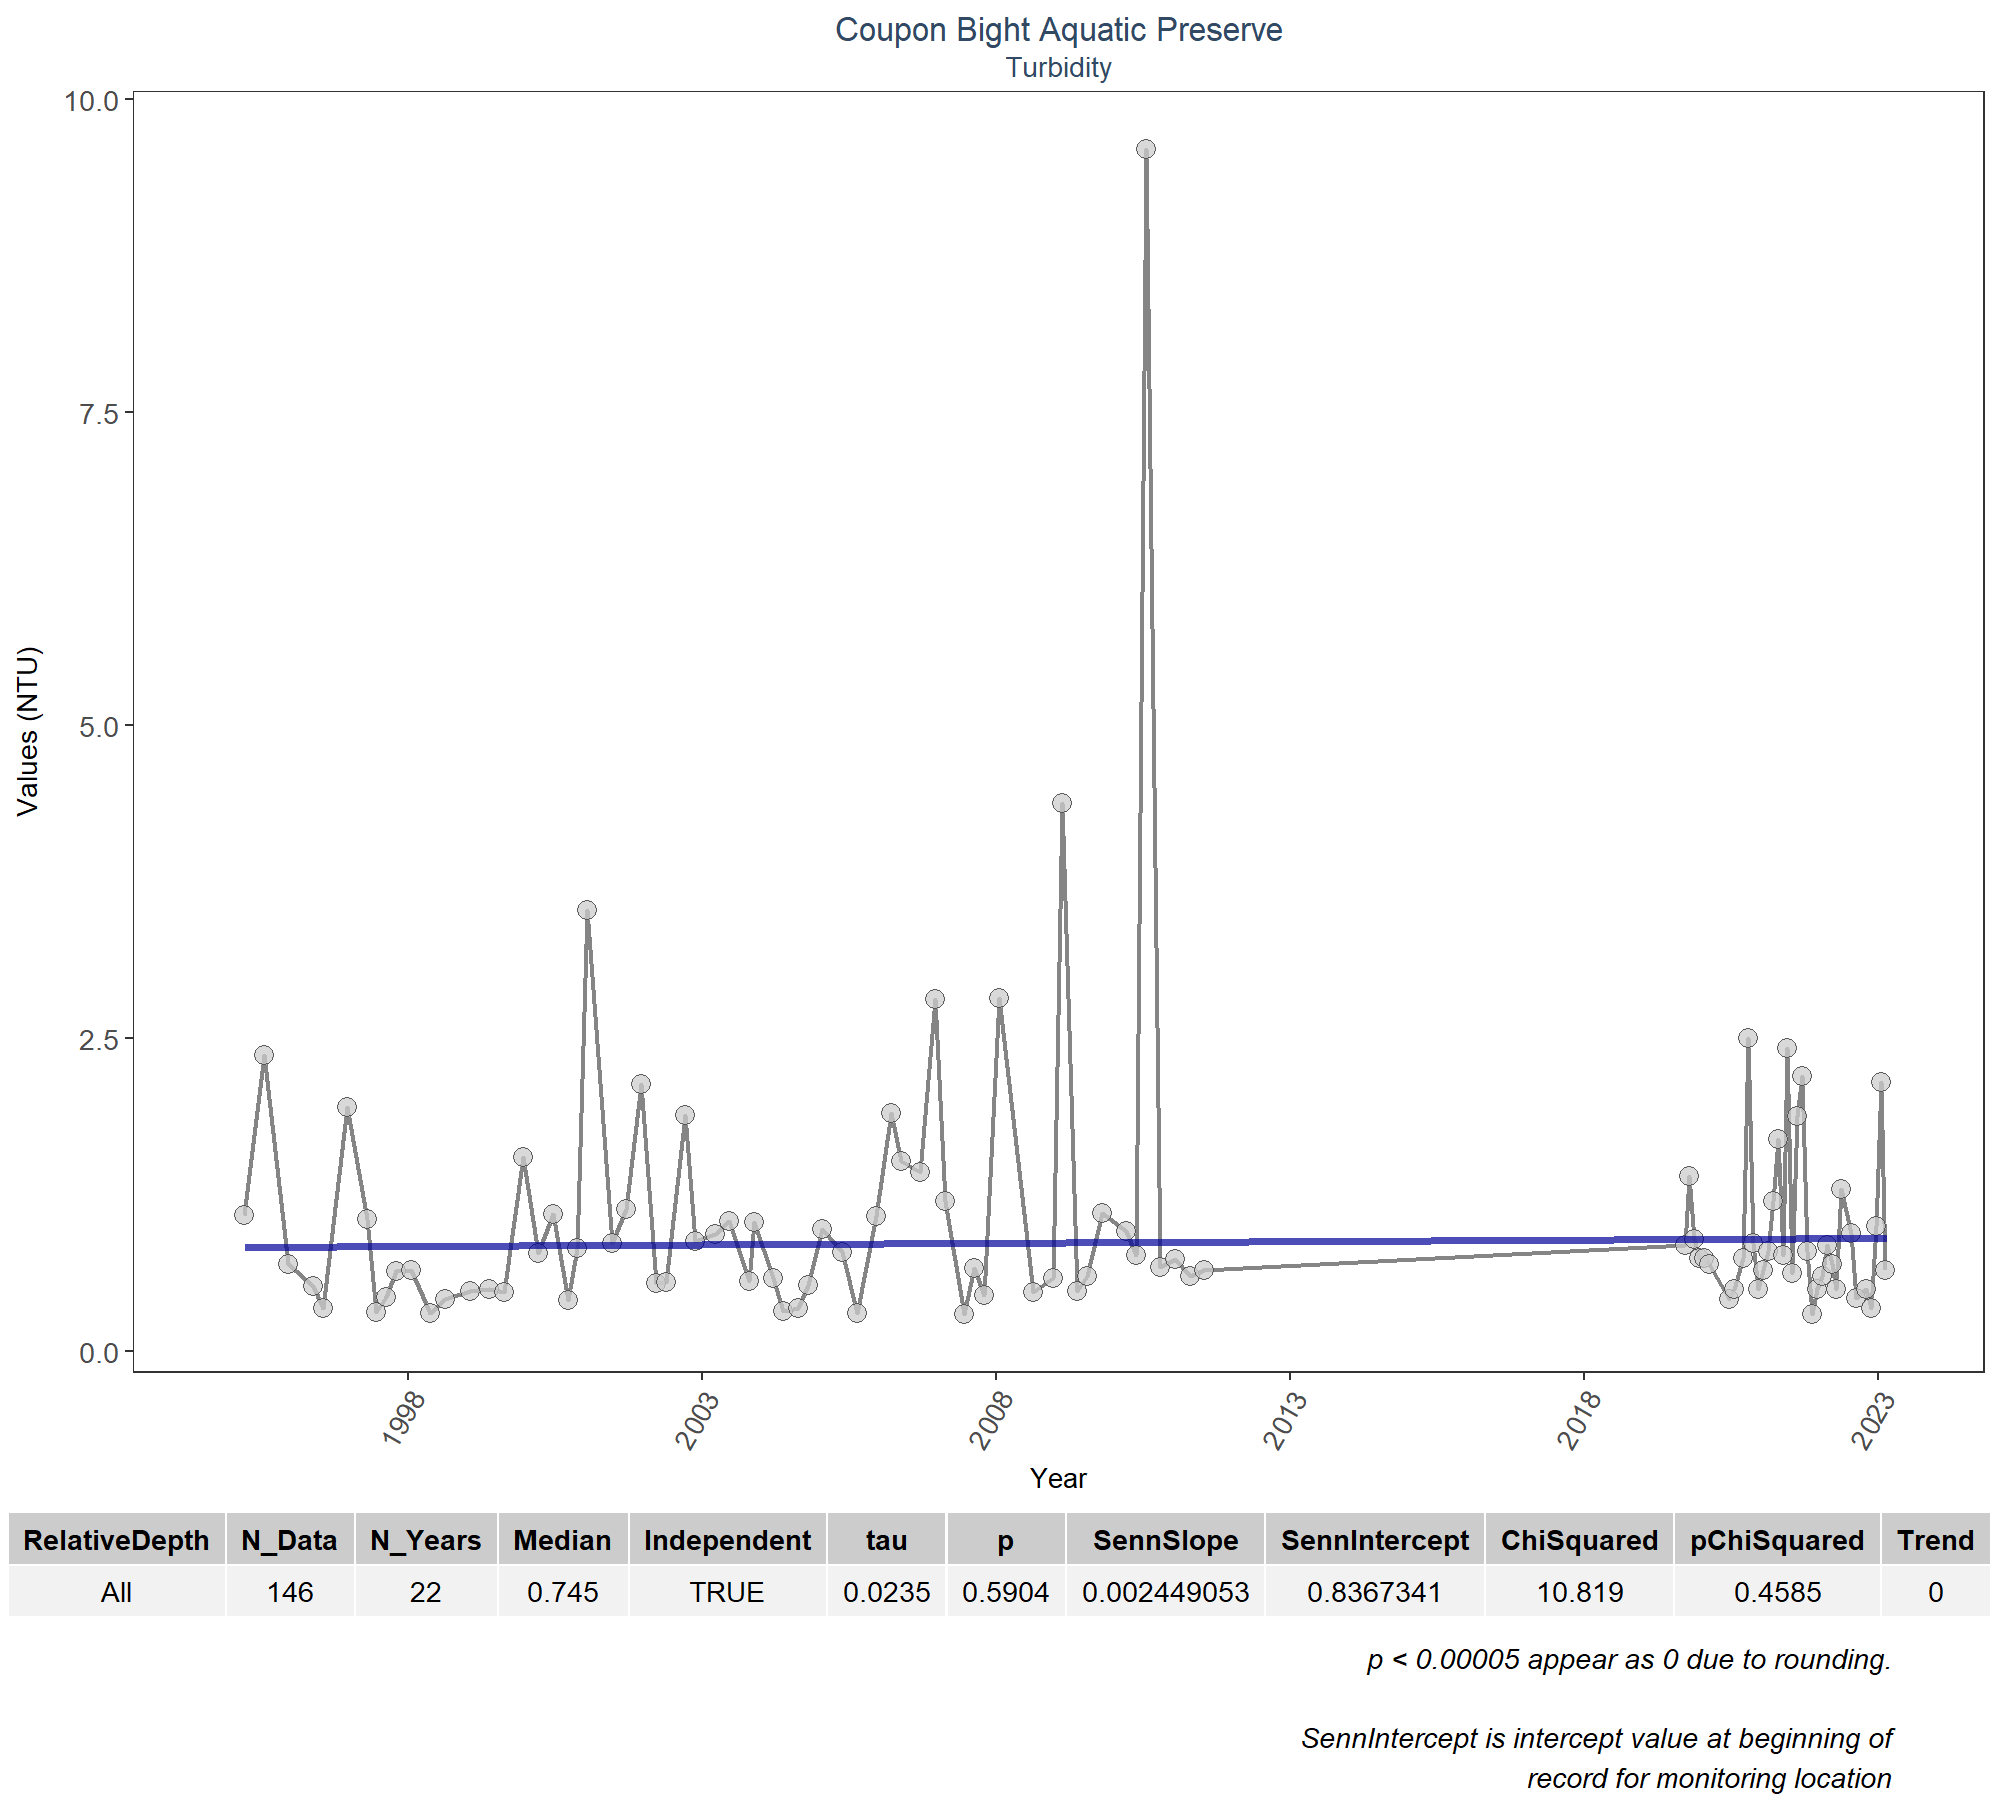 Coupon Bight Aquatic Preserve
Turbidity
10.0
7.5
5.0
2.5
0.0
Values (NTU)
1998 2003 2008 2013 2018 2023
Year
RelativeDepth N_Data N_Years Median Independent tau p SennSlope SennIntercept ChiSquared pChiSquared Trend
All 146 22 0.745 TRUE 0.0235 0.5904 0.002449053 0.8367341 10.819 0.4585 0
p < 0.00005 appear as 0 due to rounding.
SennIntercept is intercept value at beginning of
record for monitoring location